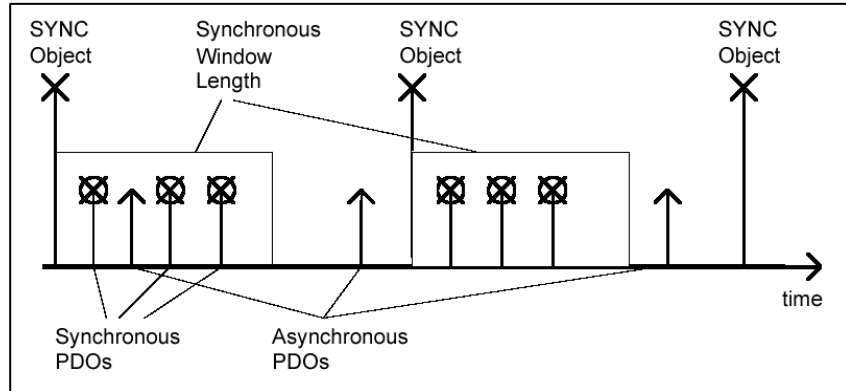 SYNC
Object
Synchronous
Window
Length
SYNC
Object
SYNC
Object
time
Synchronous
PDOs
Asynchronous
PDOs